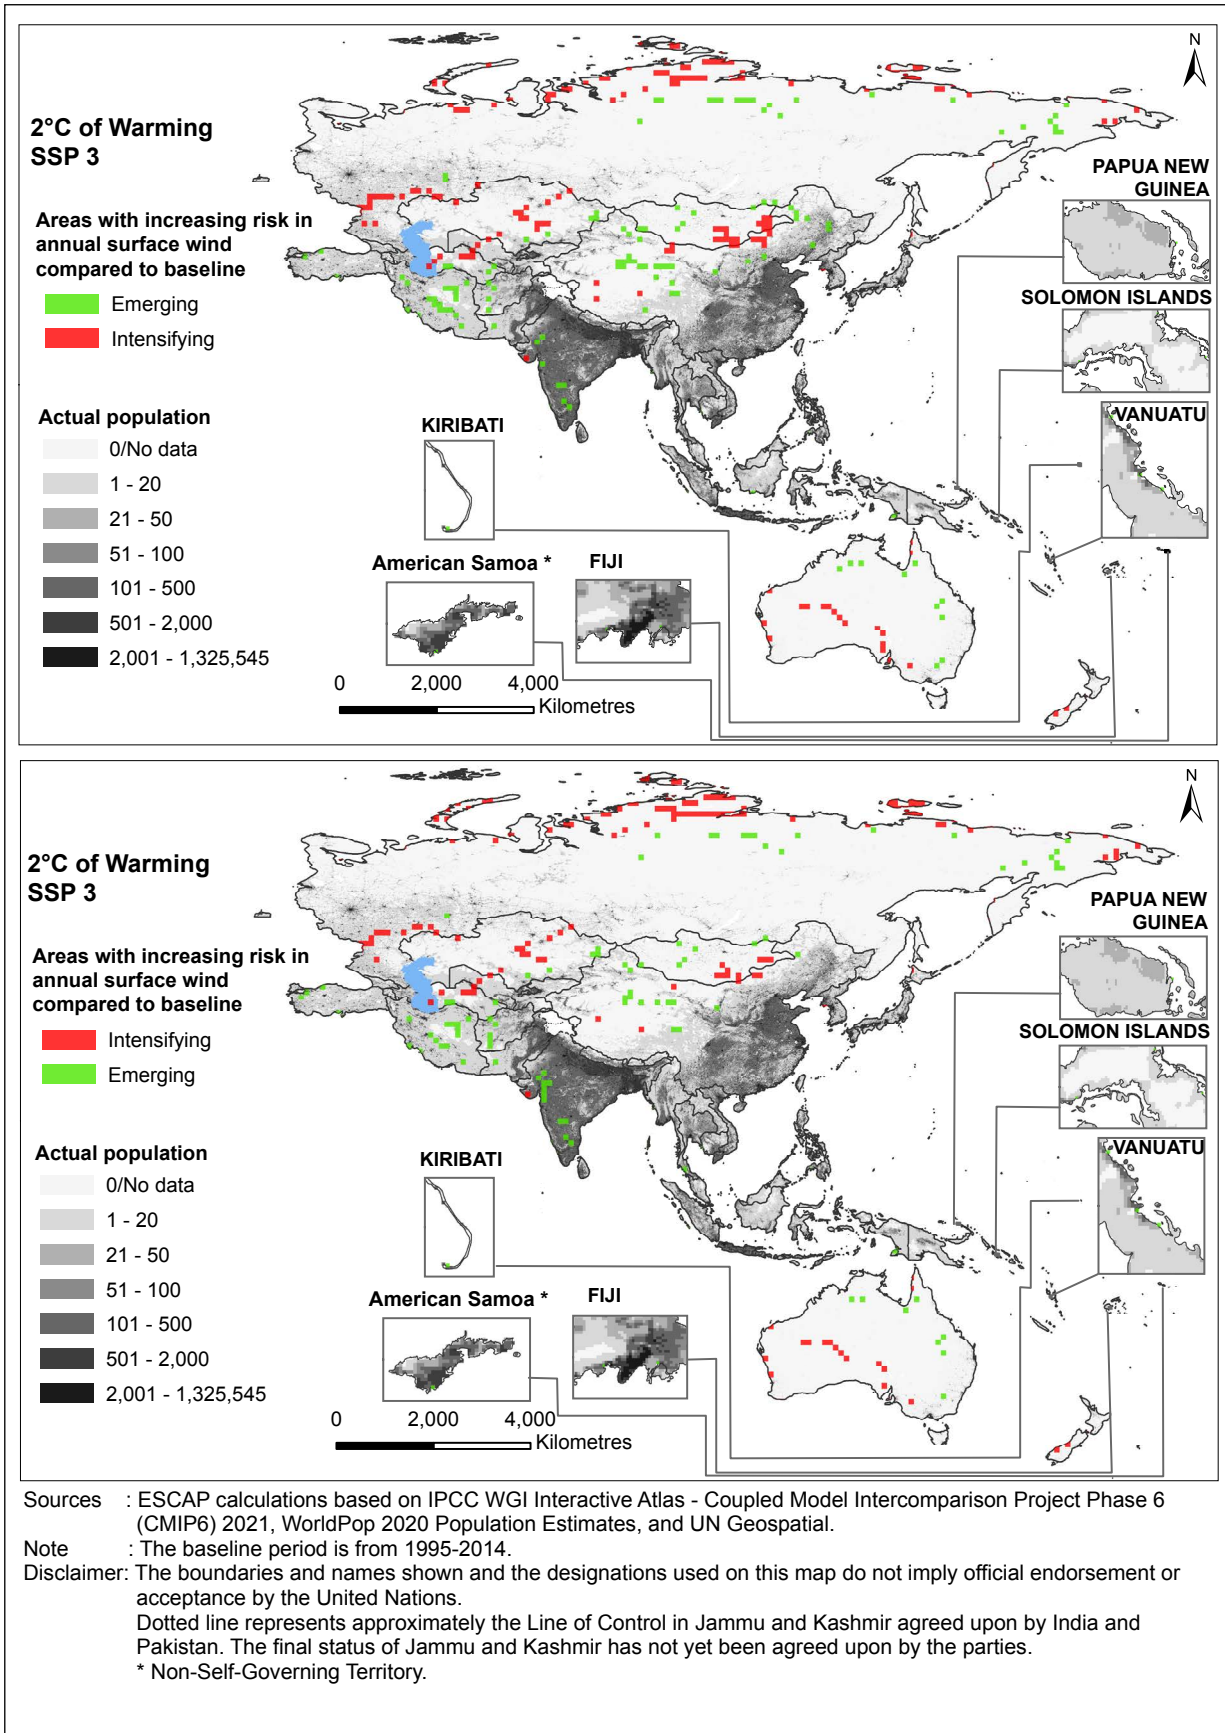 N
2°C of Warming
SSP 3
PAPUA NEW
GUINEA
Areas with increasing risk in
annual surface wind
compared to baseline
Emerging
Intensifying
SOLOMON ISLANDS
Actual population
0/No data
1 - 20
21 - 50
51 - 100
101 - 500
501 - 2,000
2,001 - 1,325,545
KIRIBATI
VANUATU
American Samoa *
FIJI
0 2,000 4,000
Kilometres
N
2°C of Warming
SSP 3
PAPUA NEW
GUINEA
Areas with increasing risk in
annual surface wind
compared to baseline
Intensifying
Emerging
SOLOMON ISLANDS
Actual population
0/No data
1 - 20
21 - 50
51 - 100
101 - 500
501 - 2,000
2,001 - 1,325,545
KIRIBATI
VANUATU
American Samoa *
FIJI
0 2,000 4,000
Kilometres
Sources : ESCAP calculations based on IPCC WGI Interactive Atlas - Coupled Model Intercomparison Project Phase 6
(CMIP6) 2021, WorldPop 2020 Population Estimates, and UN Geospatial.
Note : The baseline period is from 1995-2014.
Disclaimer: The boundaries and names shown and the designations used on this map do not imply official endorsement or
acceptance by the United Nations.
Dotted line represents approximately the Line of Control in Jammu and Kashmir agreed upon by India and
Pakistan. The final status of Jammu and Kashmir has not yet been agreed upon by the parties.
* Non-Self-Governing Territory.